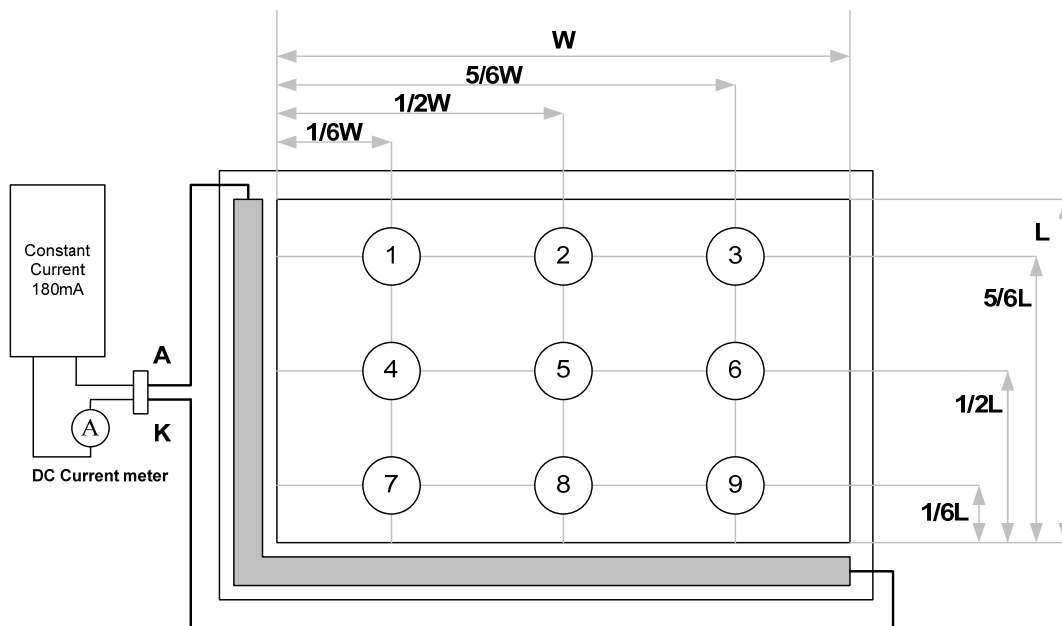 W
5/6W
1/2W
1/6W
L
5/6L
1/2L
1/6L
Constant
Current
180mA
A
K
A
DC Current meter
1
2
3
4
5
6
7
8
9